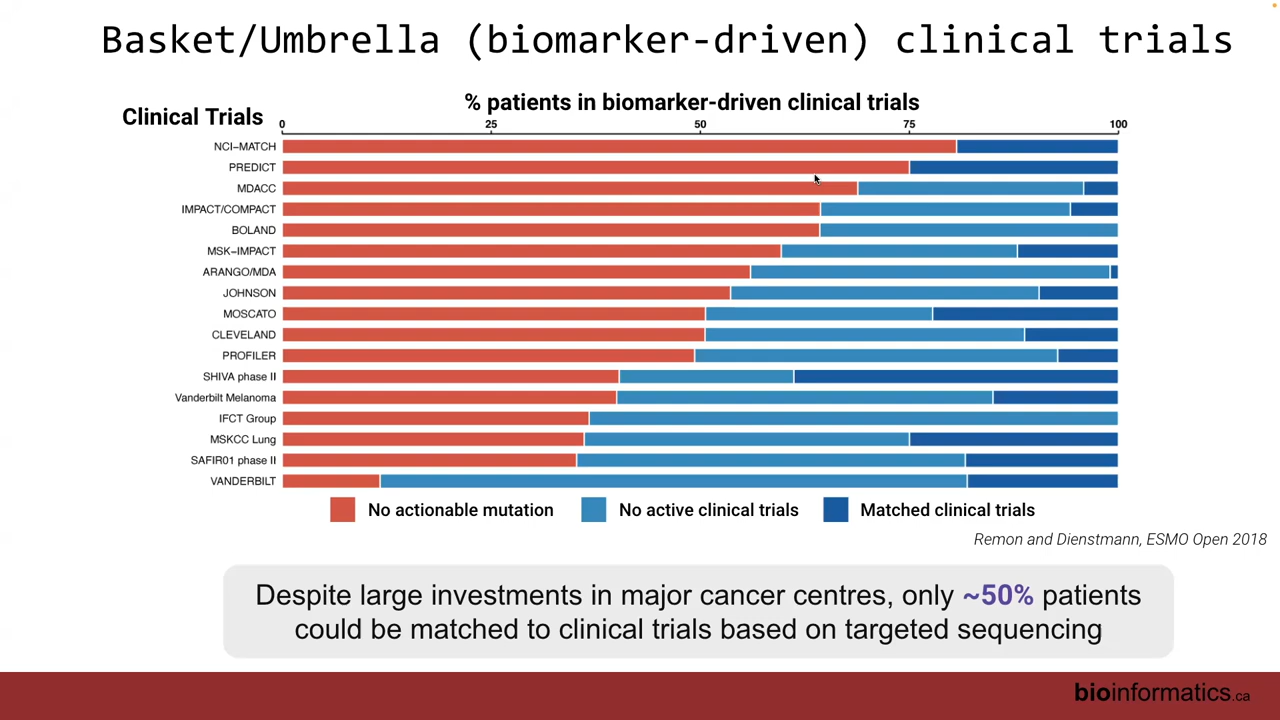 Basket/Umbrella (biomarker-driven) clinical trials
% patients in biomarker-driven clinical trials
Clinical Trials
0 25 50 75 100
NCI−MATCH
PREDICT
MDACC
IMPACT/COMPACT
BOLAND
MSK−IMPACT
ARANGO/MDA
JOHNSON
MOSCATO
CLEVELAND
PROFILER
SHIVA phase II
Vanderbilt Melanoma
IFCT Group
MSKCC Lung
SAFIR01 phase II
VANDERBILT
No actionable mutation No active clinical trials Matched clinical trials
Remon and Dienstmann, ESMO Open 2018
Despite large investments in major cancer centres, only ~50% patients
could be matched to clinical trials based on targeted sequencing
bioinformatics.ca